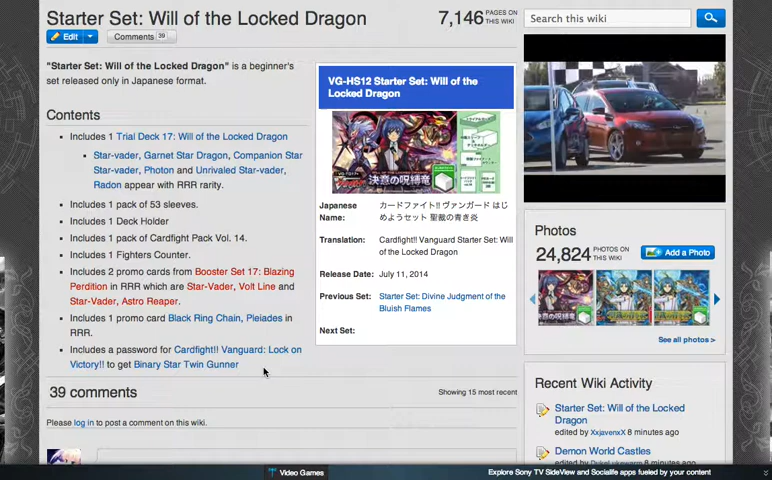 Starter Set: Will of the Locked Dragon
7,146 PAGES ON THIS WIKI
Search this wiki
Edit
Comments 39
"Starter Set: Will of the Locked Dragon" is a beginner's
set released only in Japanese format.
Contents
Includes 1 Trial Deck 17: Will of the Locked Dragon
Star-vader, Garnet Star Dragon, Companion Star
Star-vader, Photon and Unrivaled Star-vader,
Radon appear with RRR rarity.
Includes 1 pack of 53 sleeves.
Includes 1 Deck Holder
Includes 1 pack of Cardfight Pack Vol. 14.
Includes 1 Fighters Counter.
Includes 2 promo cards from Booster Set 17: Blazing
Perdition in RRR which are Star-Vader, Volt Line and
Star-Vader, Astro Reaper.
Includes 1 promo card Black Ring Chain, Pleiades in
RRR.
Includes a password for Cardfight!! Vanguard: Lock on
Victory!! to get Binary Star Twin Gunner
VG-HS12 Starter Set: Will of the
Locked Dragon
決意の呪縛竜
Japanese Name: カードファイト!! ヴァンガード はじ
めようセット 聖裁の青き炎
Translation: Cardfight!! Vanguard Starter Set: Will
of the Locked Dragon
Release Date: July 11, 2014
Previous Set: Starter Set: Divine Judgment of the
Bluish Flames
Next Set:
Photos
24,824 PHOTOS ON THIS WIKI
Add a Photo
See all photos >
Recent Wiki Activity
Starter Set: Will of the Locked
Dragon
edited by XxjavenxX 8 minutes ago
Demon World Castles
39 comments
Showing 15 most recent
Please log in to post a comment on this wiki.
Video Games
Explore Sony TV SideView and Socialife apps fueled by your content